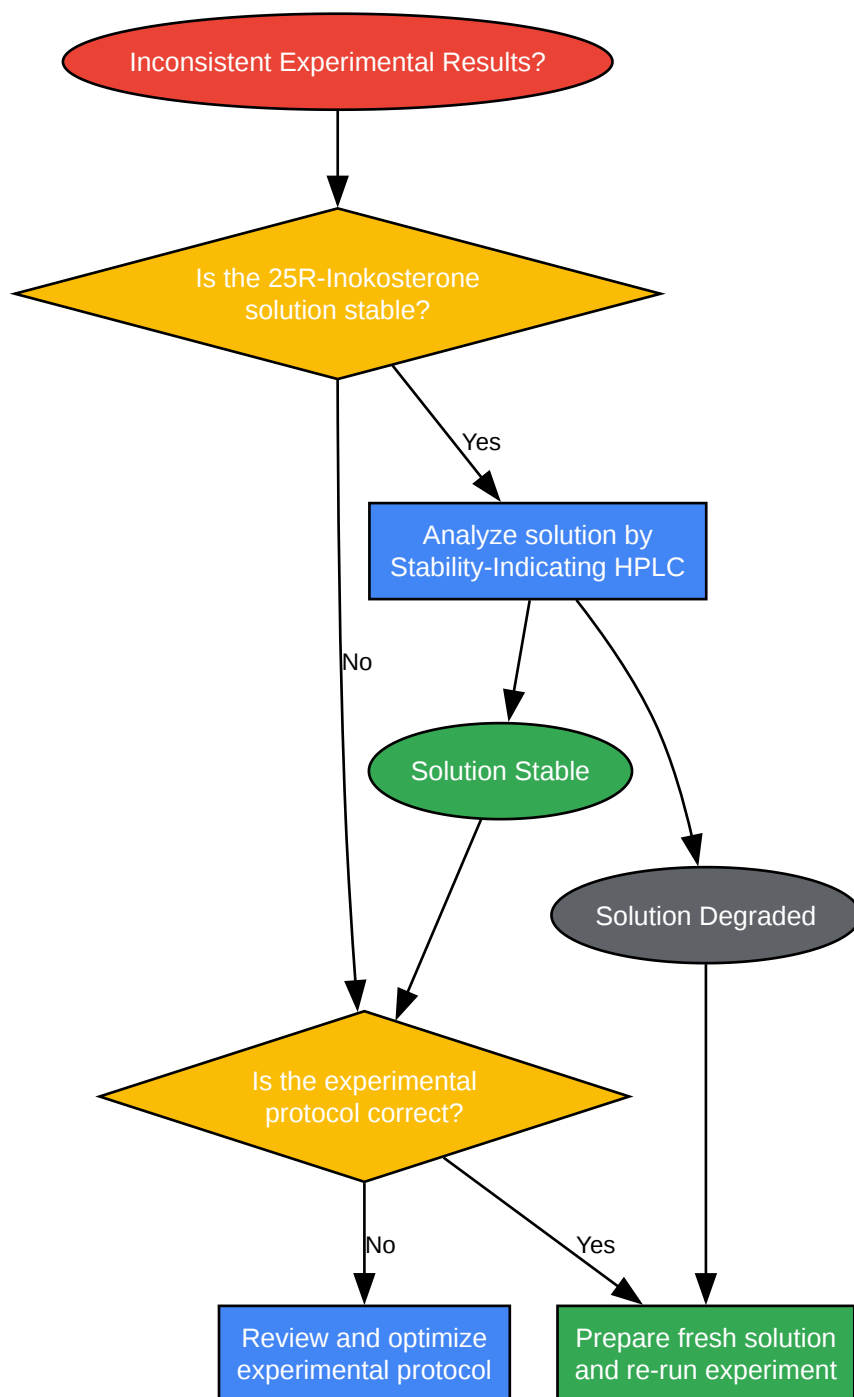 Inconsistent Experimental Results?
Is the 25R-Inokosterone
solution stable?
Yes
Analyze solution by
Stability-Indicating HPLC
No
Solution Stable
Solution Degraded
Is the experimental
protocol correct?
No
Yes
Review and optimize
experimental protocol
Prepare fresh solution
and re-run experiment